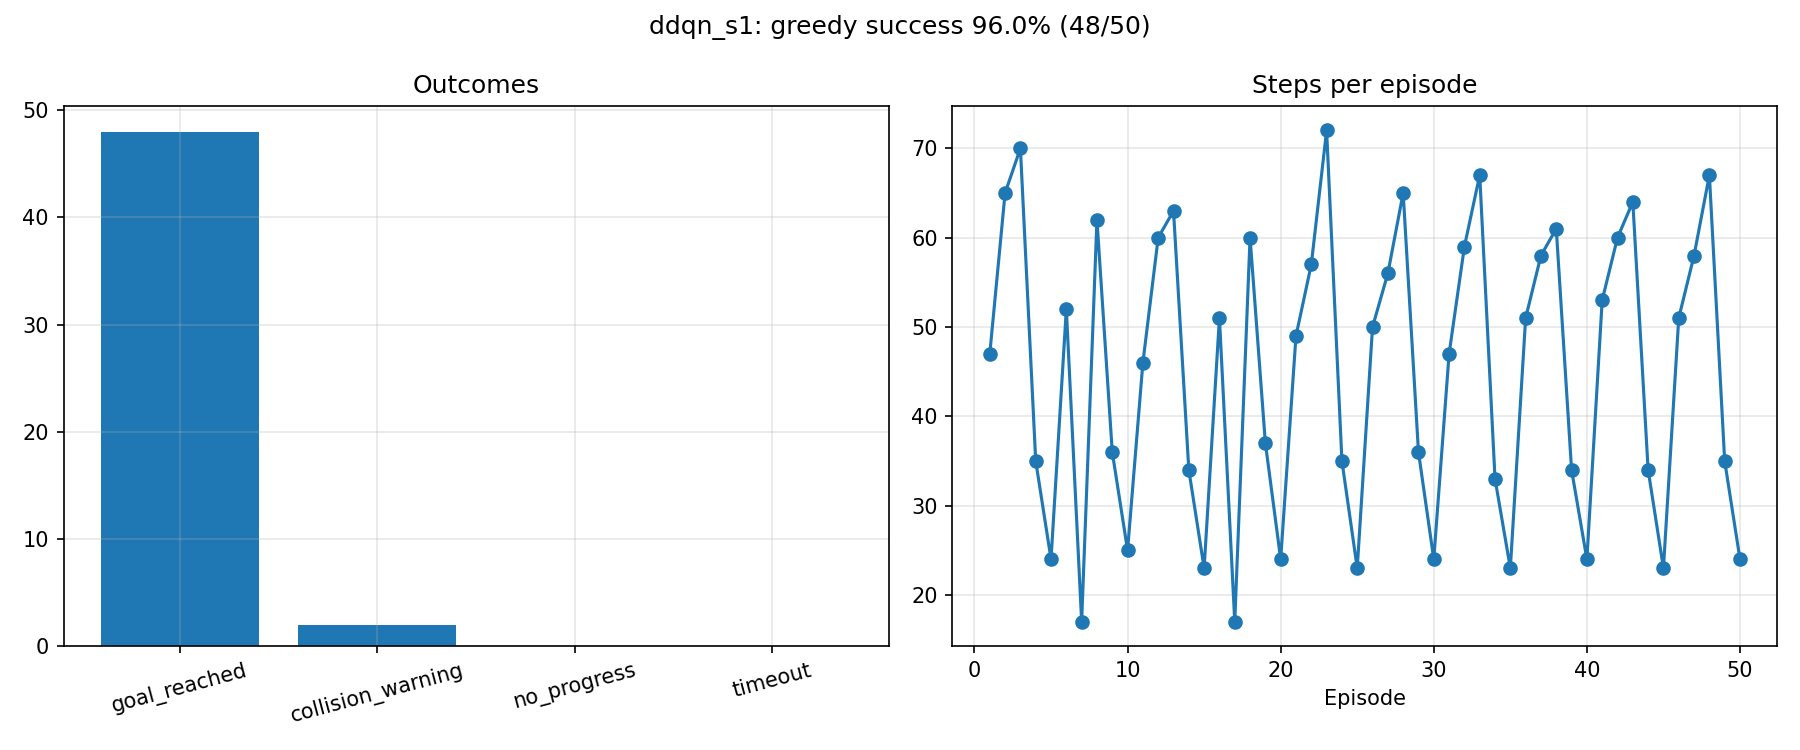 ddqn_s1: greedy success 96.0% (48/50)
Outcomes
50
40
30
20
10
0
goal_reached
collision_warning
no_progress
timeout
Steps per episode
70
60
50
40
30
20
0
10
20
30
40
50
Episode